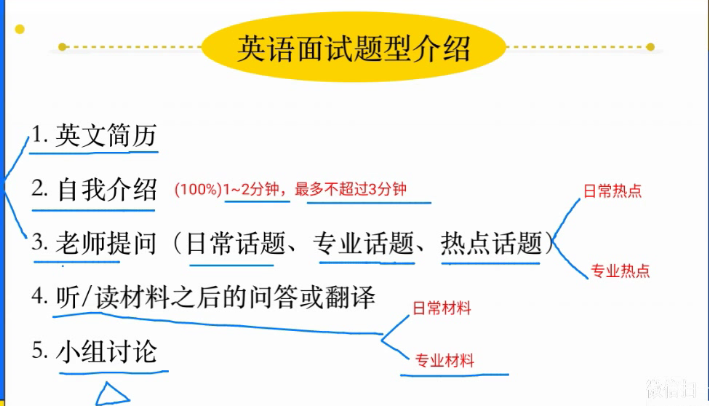 英语面试题型介绍
1. 英文简历
2. 自我介绍 (100%)1~2分钟，最多不超过3分钟
日常热点
3. 老师提问（日常话题、专业话题、热点话题）
专业热点
4. 听/读材料之后的问答或翻译
日常材料
5. 小组讨论
专业材料